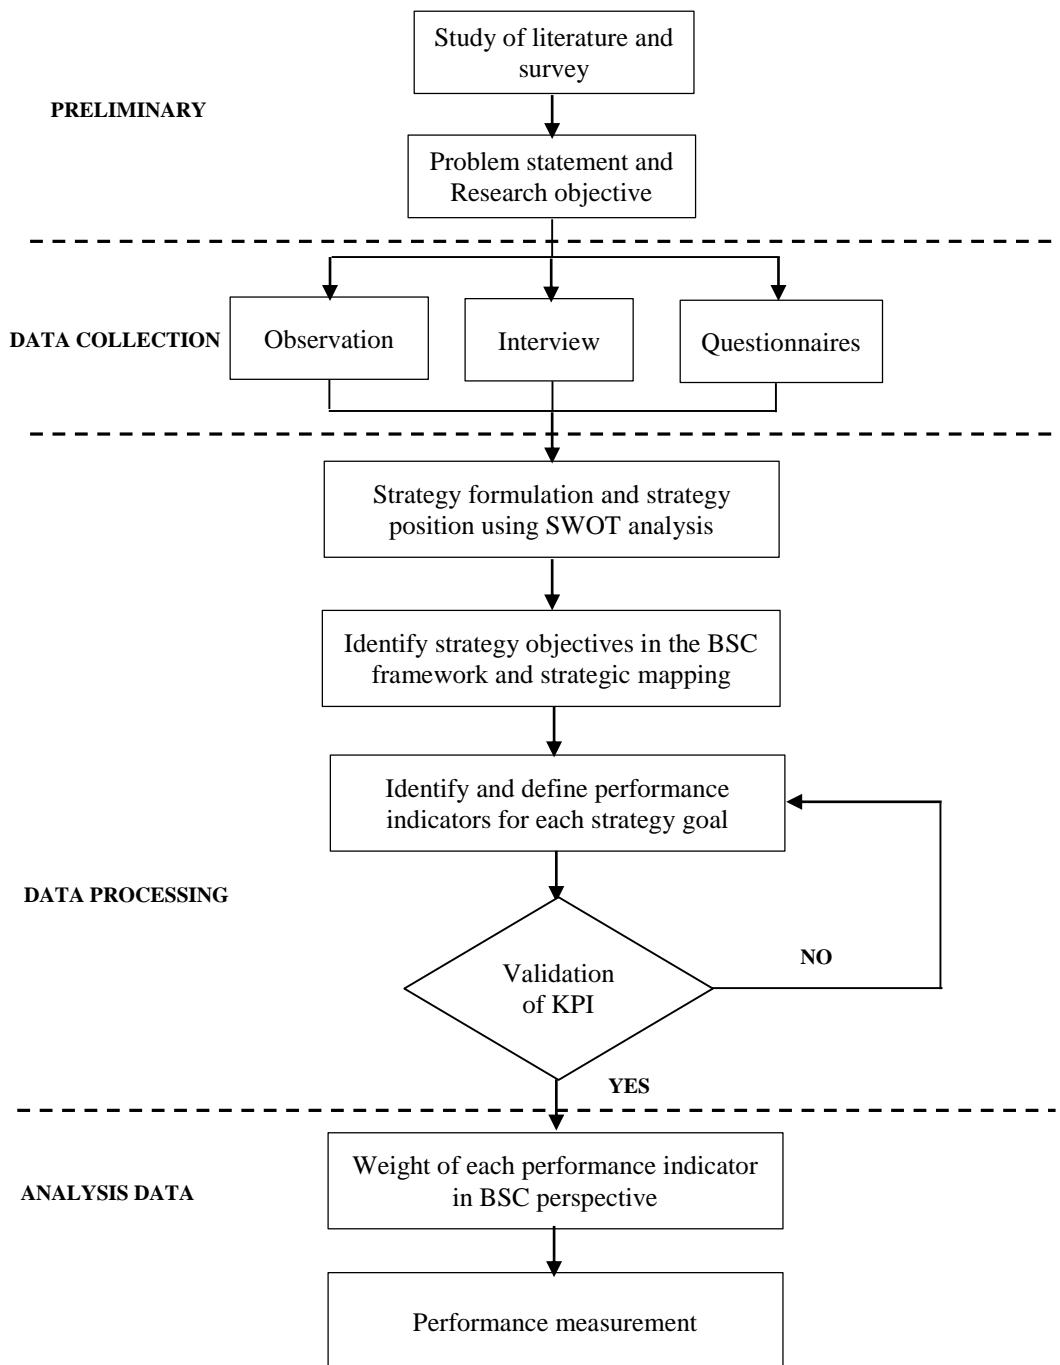 Study of literature and
survey
PRELIMINARY
Problem statement and
Research objective
DATA COLLECTION
Observation
Interview
Questionnaires
Strategy formulation and strategy
position using SWOT analysis
Identify strategy objectives in the BSC
framework and strategic mapping
Identify and define performance
indicators for each strategy goal
DATA PROCESSING
Validation
of KPI
NO
YES
Weight of each performance indicator
in BSC perspective
ANALYSIS DATA
Performance measurement